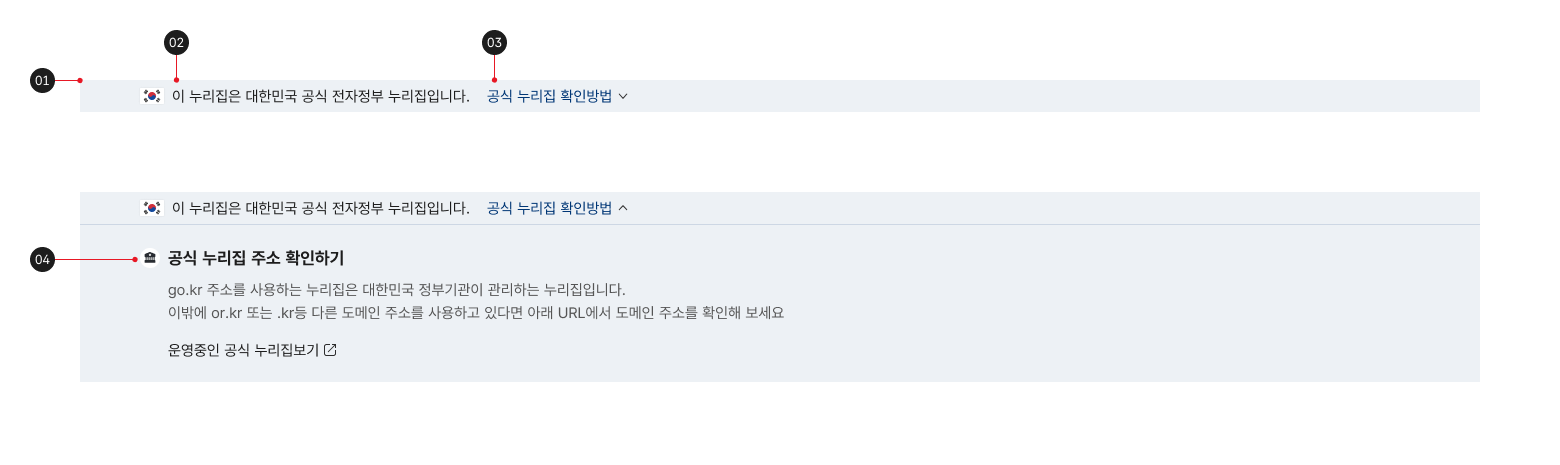 02
03
01
이 누리집은 대한민국 공식 전자정부 누리집입니다. 공식 누리집 확인방법
이 누리집은 대한민국 공식 전자정부 누리집입니다. 공식 누리집 확인방법
04
공식 누리집 주소 확인하기
go.kr 주소를 사용하는 누리집은 대한민국 정부기관이 관리하는 누리집입니다.
이밖에 or.kr 또는 .kr등 다른 도메인 주소를 사용하고 있다면 아래 URL에서 도메인 주소를 확인해 보세요
운영중인 공식 누리집보기